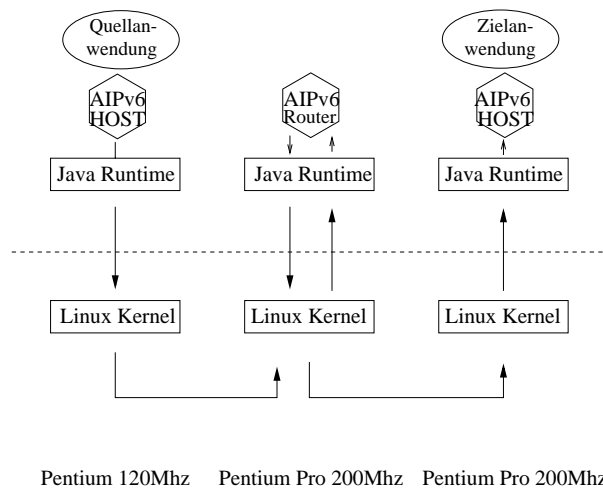 Quellan-
wendung
Zielan-
wendung
AIPv6
HOST
AIPv6
Router
AIPv6
HOST
Java Runtime
Java Runtime
Java Runtime
Linux Kernel
Linux Kernel
Linux Kernel
Pentium 120Mhz
Pentium Pro 200Mhz
Pentium Pro 200Mhz